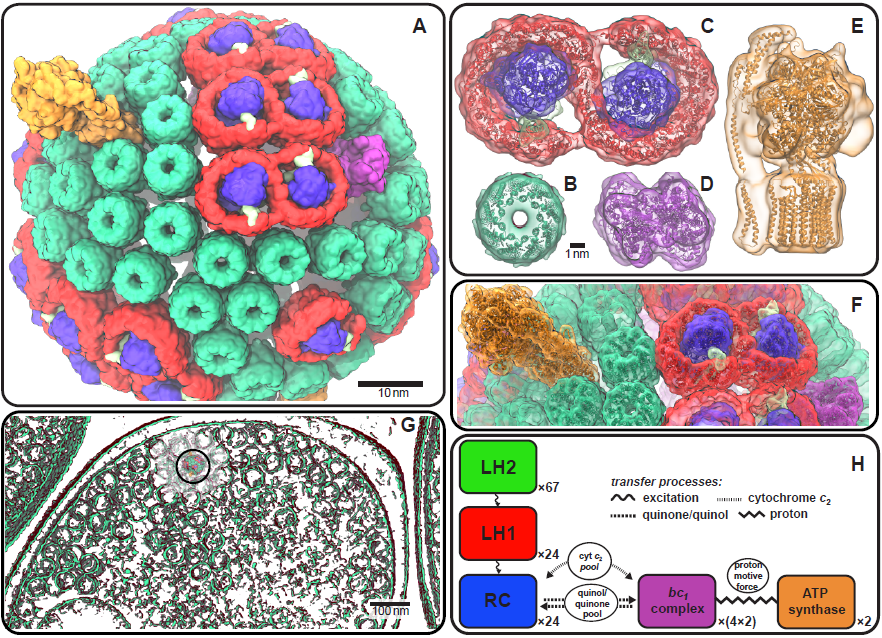 A
10 nm
C
B
1 nm
D
E
F
G
100 nm
H
LH2
×67
LH1
×24
RC
×24
transfer processes:
excitation
cytochrome c2
quinone/quinol
proton
cyt c2
pool
quinol/
quinone
pool
bc1
complex
×(4×2)
proton
motive
force
ATP
synthase
×2